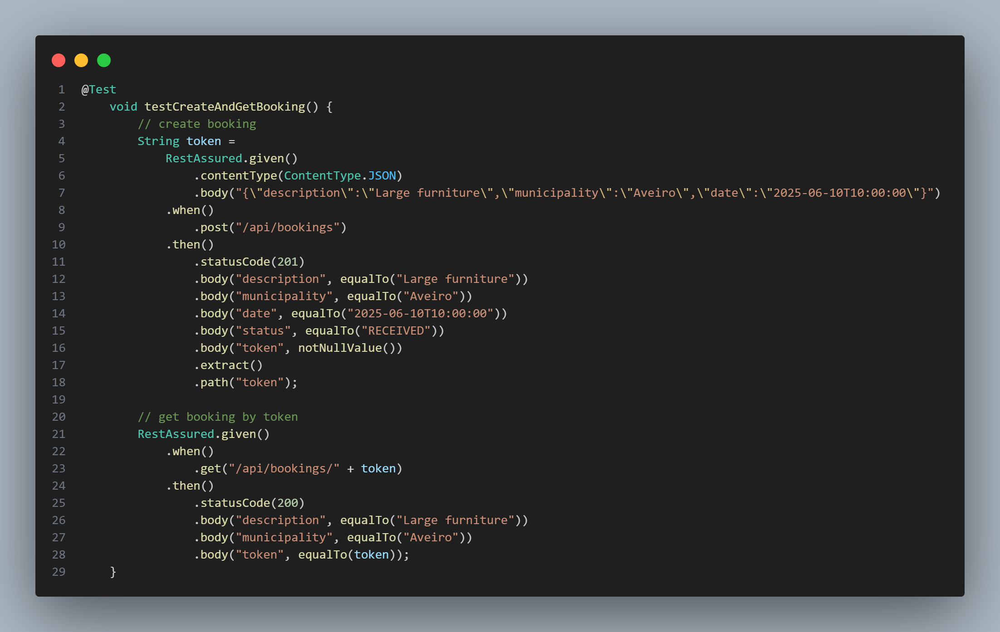 1 @Test
2     void testCreateAndGetBooking() {
3         // create booking
4         String token =
5             RestAssured.given()
6                 .contentType(ContentType.JSON)
7                 .body("{\"description\":\"Large furniture\",\"municipality\":\"Aveiro\",\"date\":\"2025-06-10T10:00:00\"}")
8             .when()
9                 .post("/api/bookings")
10             .then()
11                 .statusCode(201)
12                 .body("description", equalTo("Large furniture"))
13                 .body("municipality", equalTo("Aveiro"))
14                 .body("date", equalTo("2025-06-10T10:00:00"))
15                 .body("status", equalTo("RECEIVED"))
16                 .body("token", notNullValue())
17                 .extract()
18                 .path("token");
19
20         // get booking by token
21         RestAssured.given()
22             .when()
23                 .get("/api/bookings/" + token)
24             .then()
25                 .statusCode(200)
26                 .body("description", equalTo("Large furniture"))
27                 .body("municipality", equalTo("Aveiro"))
28                 .body("token", equalTo(token));
29     }